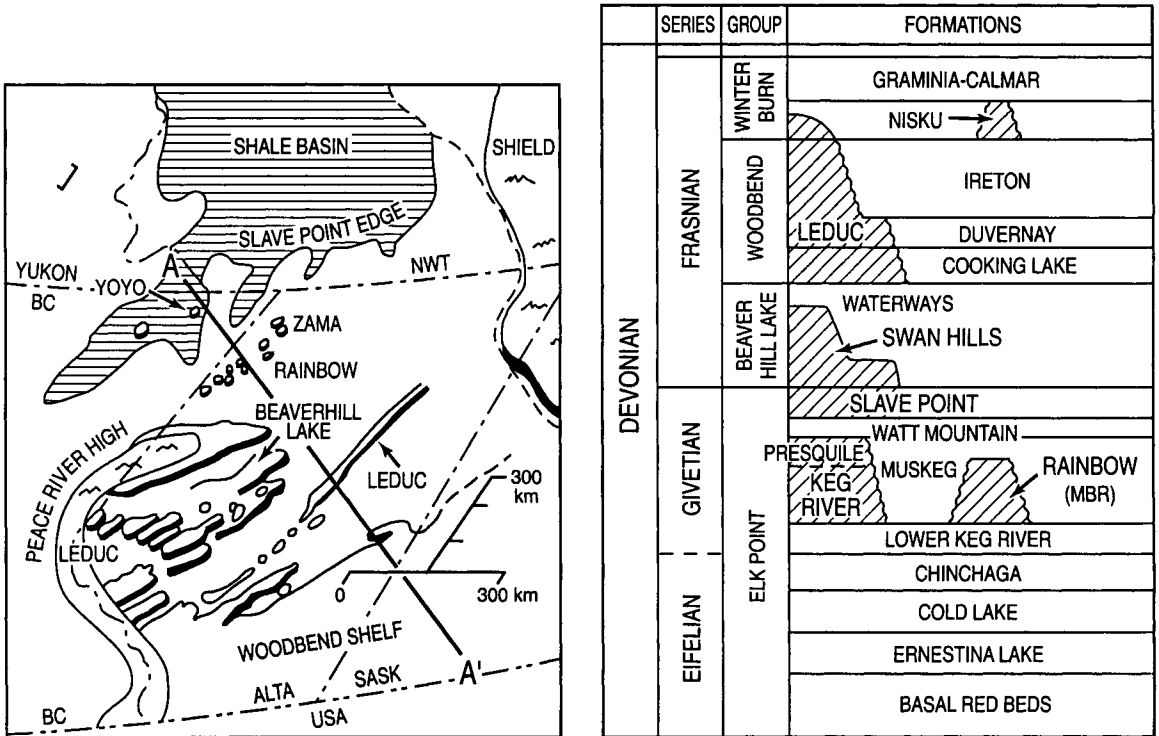 SHALE BASIN
SHIELD
SLAVE POINT EDGE
A
NWT
YUKON
BC
YOYO
ZAMA
RAINBOW
BEAVERHILL
LAKE
PEACE RIVER HIGH
LEDUC
300
km
LEDUC
0
300 km
WOODBEND SHELF
A'
ALTA
SASK
BC
USA
SERIES
GROUP
FORMATIONS
DEVONIAN
FRASNIAN
GIVETIAN
EIFELIAN
WINTER
BURN
WOODBEND
BEAVER
HILL LAKE
ELK POINT
GRAMINIA-CALMAR
NISKU
IRETON
LEDUC
DUVERNAY
COOKING LAKE
WATERWAYS
SWAN HILLS
SLAVE POINT
WATT MOUNTAIN
PRESQUILE
KEG
RIVER
MUSKEG
RAINBOW
(MBR)
LOWER KEG RIVER
CHINCHAGA
COLD LAKE
ERNESTINA LAKE
BASAL RED BEDS